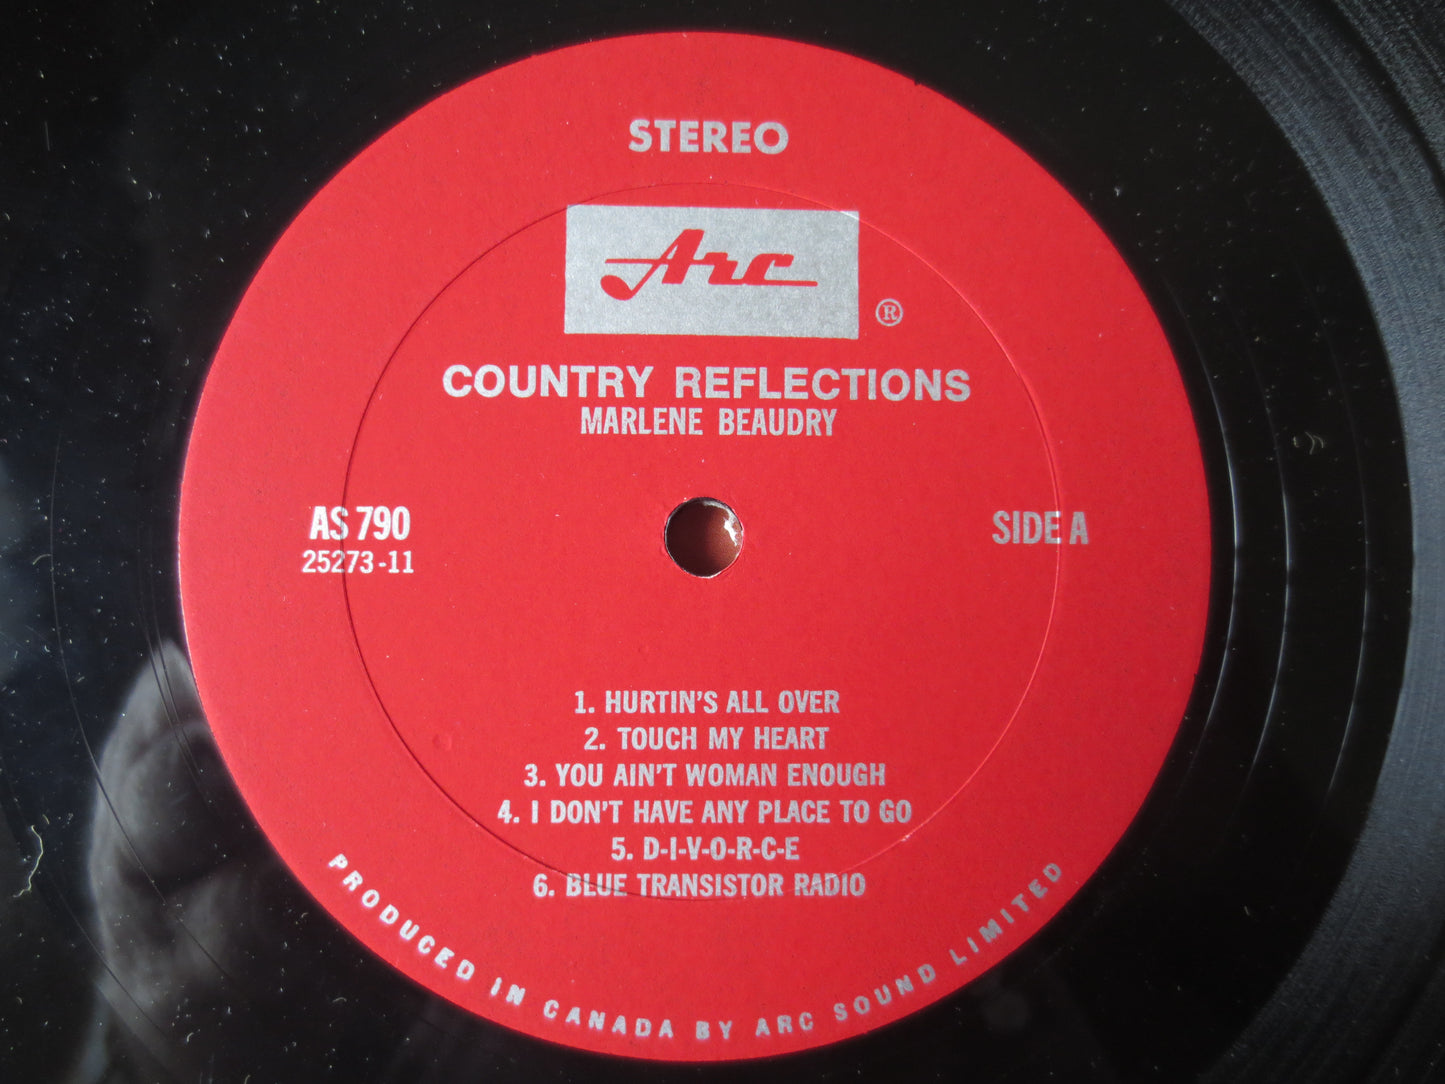 STEREO
Arc
®
COUNTRY REFLECTIONS
MARLENE BEAUDRY
AS 790
25273-11
SIDE A
1. HURTIN'S ALL OVER
2. TOUCH MY HEART
3. YOU AIN'T WOMAN ENOUGH
4. I DON'T HAVE ANY PLACE TO GO
5. D-I-V-O-R-C-E
6. BLUE TRANSISTOR RADIO
PRODUCED IN CANADA BY ARC SOUND LIMITED